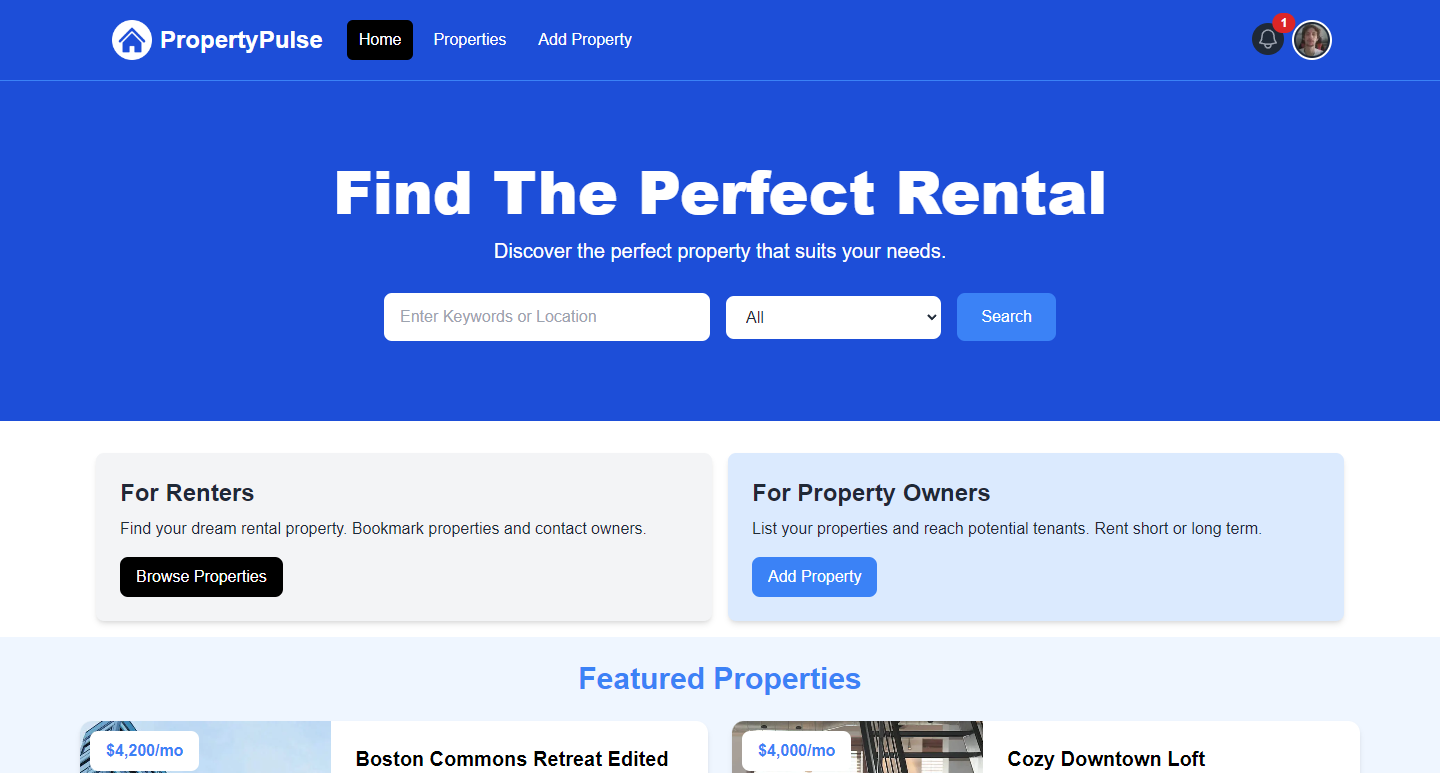 PropertyPulse
Home
Properties
Add Property
1
Find The Perfect Rental
Discover the perfect property that suits your needs.
Enter Keywords or Location
All
Search
For Renters
Find your dream rental property. Bookmark properties and contact owners.
Browse Properties
For Property Owners
List your properties and reach potential tenants. Rent short or long term.
Add Property
Featured Properties
$4,200/mo
Boston Commons Retreat Edited
$4,000/mo
Cozy Downtown Loft